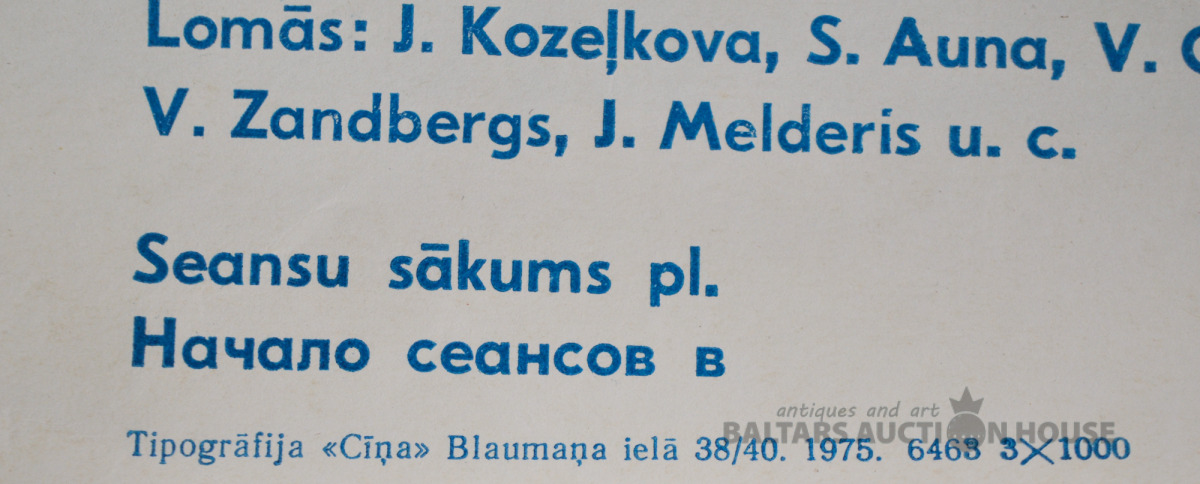 Lomās: J. Kozeļkova, S. Auna, V.
V. Zandbergs, J. Melderis u. c.
Seansu sākums pl.
Начало сеансов в
antiques and art
BALTARS AUCTION HOUSE
Tipogrāfija «Cīņa» Blaumaņa ielā 38/40. 1975. 6463 3×1000